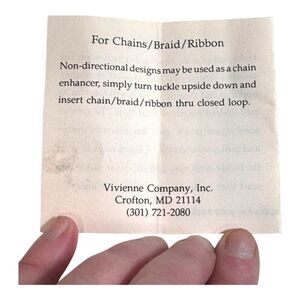 For Chains/Braid/Ribbon
Non-directional designs may be used as a chain
enhancer, simply turn tuckle upside down and
insert chain/braid/ribbon thru closed loop.
Vivienne Company, Inc.
Crofton, MD 21114
(301) 721-2080